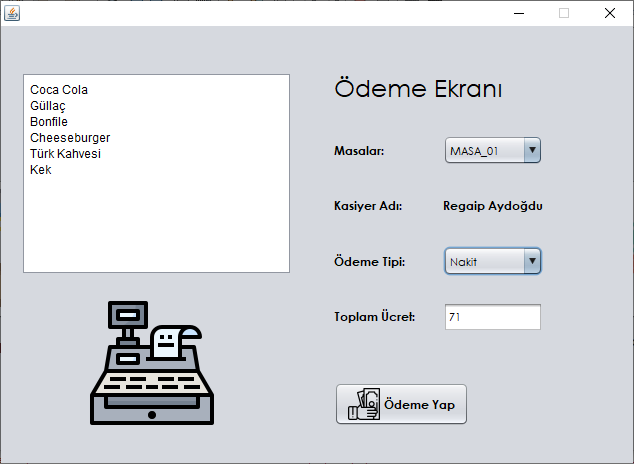 Coca Cola
Güllaç
Bonfile
Cheeseburger
Türk Kahvesi
Kek
Ödeme Ekranı
Masalar: MASA_01
Kasiyer Adı: Regaip Aydoğdu
Ödeme Tipi: Nakit
Toplam Ücret: 71
Ödeme Yap